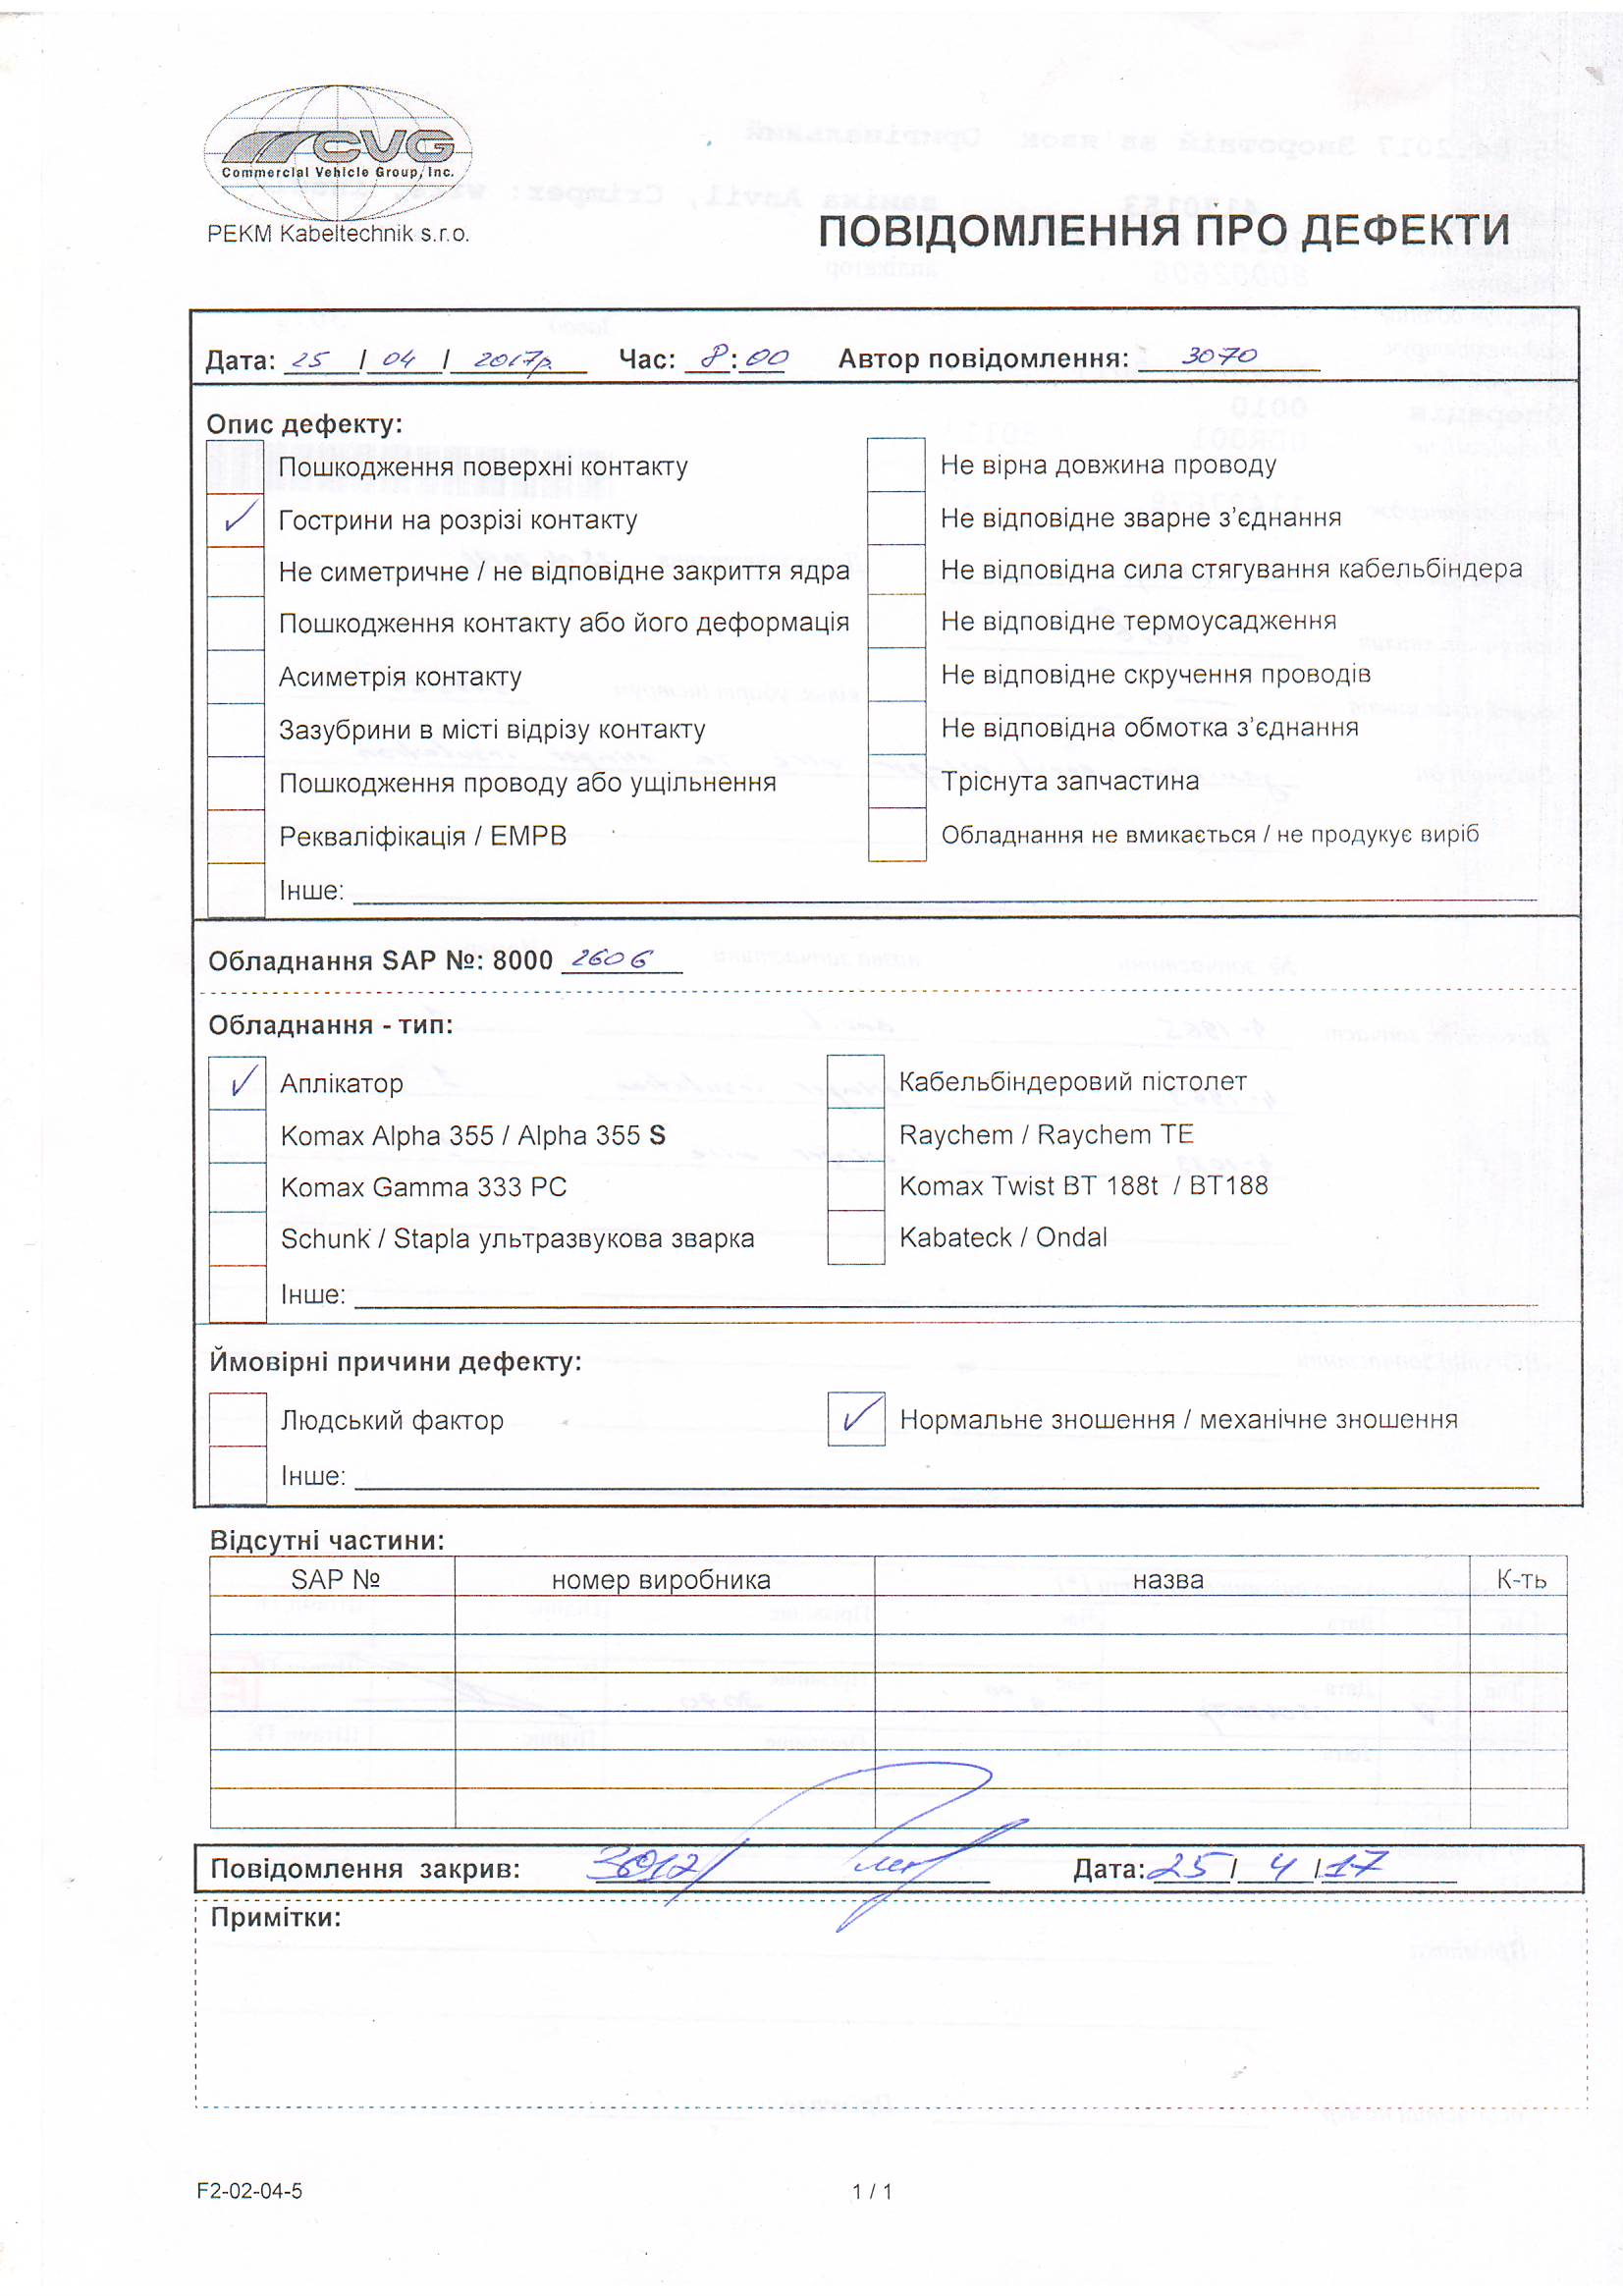 CVG
Commercial Vehicle Group, Inc.
PEKM Kabeltechnik s.r.o.
ПОВІДОМЛЕННЯ ПРО ДЕФЕКТИ
Дата: 25 / 04 / 2017р. Час: 8:00 Автор повідомлення: 3070
Опис дефекту:
Пошкодження поверхні контакту Не вірна довжина проводу
✓ Гострини на розрізі контакту Не відповідне зварне з’єднання
Не симетричне / не відповідне закриття ядра Не відповідна сила стягування кабельбіндера
Пошкодження контакту або його деформація Не відповідне термоусадження
Асиметрія контакту Не відповідне скручення проводів
Зазубрини в місті відрізу контакту Не відповідна обмотка з’єднання
Пошкодження проводу або ущільнення Тріснута запчастина
Рекваліфікація / EMPB Обладнання не вмикається / не продукує виріб
Інше:
Обладнання SAP №: 8000 2606
Обладнання - тип:
✓ Аплікатор Кабельбіндеровий пістолет
Komax Alpha 355 / Alpha 355 S Raychem / Raychem TE
Komax Gamma 333 PC Komax Twist BT 188t / BT188
Schunk / Stapla ультразвукова зварка Kabateck / Ondal
Інше:
Ймовірні причини дефекту:
Людський фактор ✓ Нормальне зношення / механічне зношення
Інше:
Відсутні частини:
SAP № номер виробника назва К-ть
Повідомлення закрив: 3017 Дата: 25 / 4 / 17
Примітки:
F2-02-04-5 1 / 1